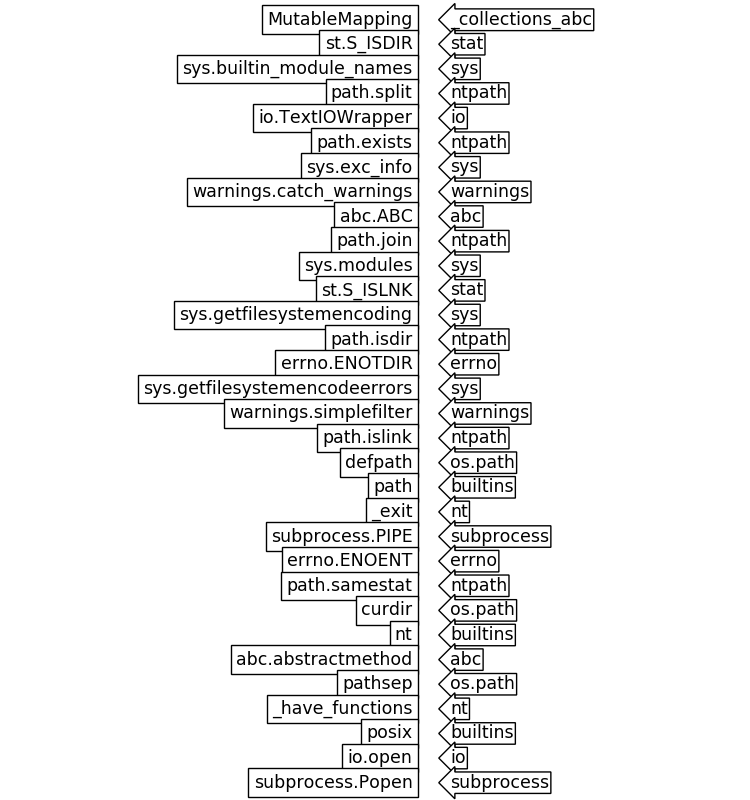 MutableMapping _collections_abc
st.S_ISDIR stat
sys.builtin_module_names sys
path.split ntpath
io.TextIOWrapper io
path.exists ntpath
sys.exc_info sys
warnings.catch_warnings warnings
abc.ABC abc
path.join ntpath
sys.modules sys
st.S_ISLNK stat
sys.getfilesystemencoding sys
path.isdir ntpath
errno.ENOTDIR errno
sys.getfilesystemencodeerrors sys
warnings.simplefilter warnings
path.islink ntpath
defpath os.path
path builtins
_exit nt
subprocess.PIPE subprocess
errno.ENOENT errno
path.samestat ntpath
curdir os.path
nt builtins
abc.abstractmethod abc
pathsep os.path
_have_functions nt
posix builtins
io.open io
subprocess.Popen subprocess